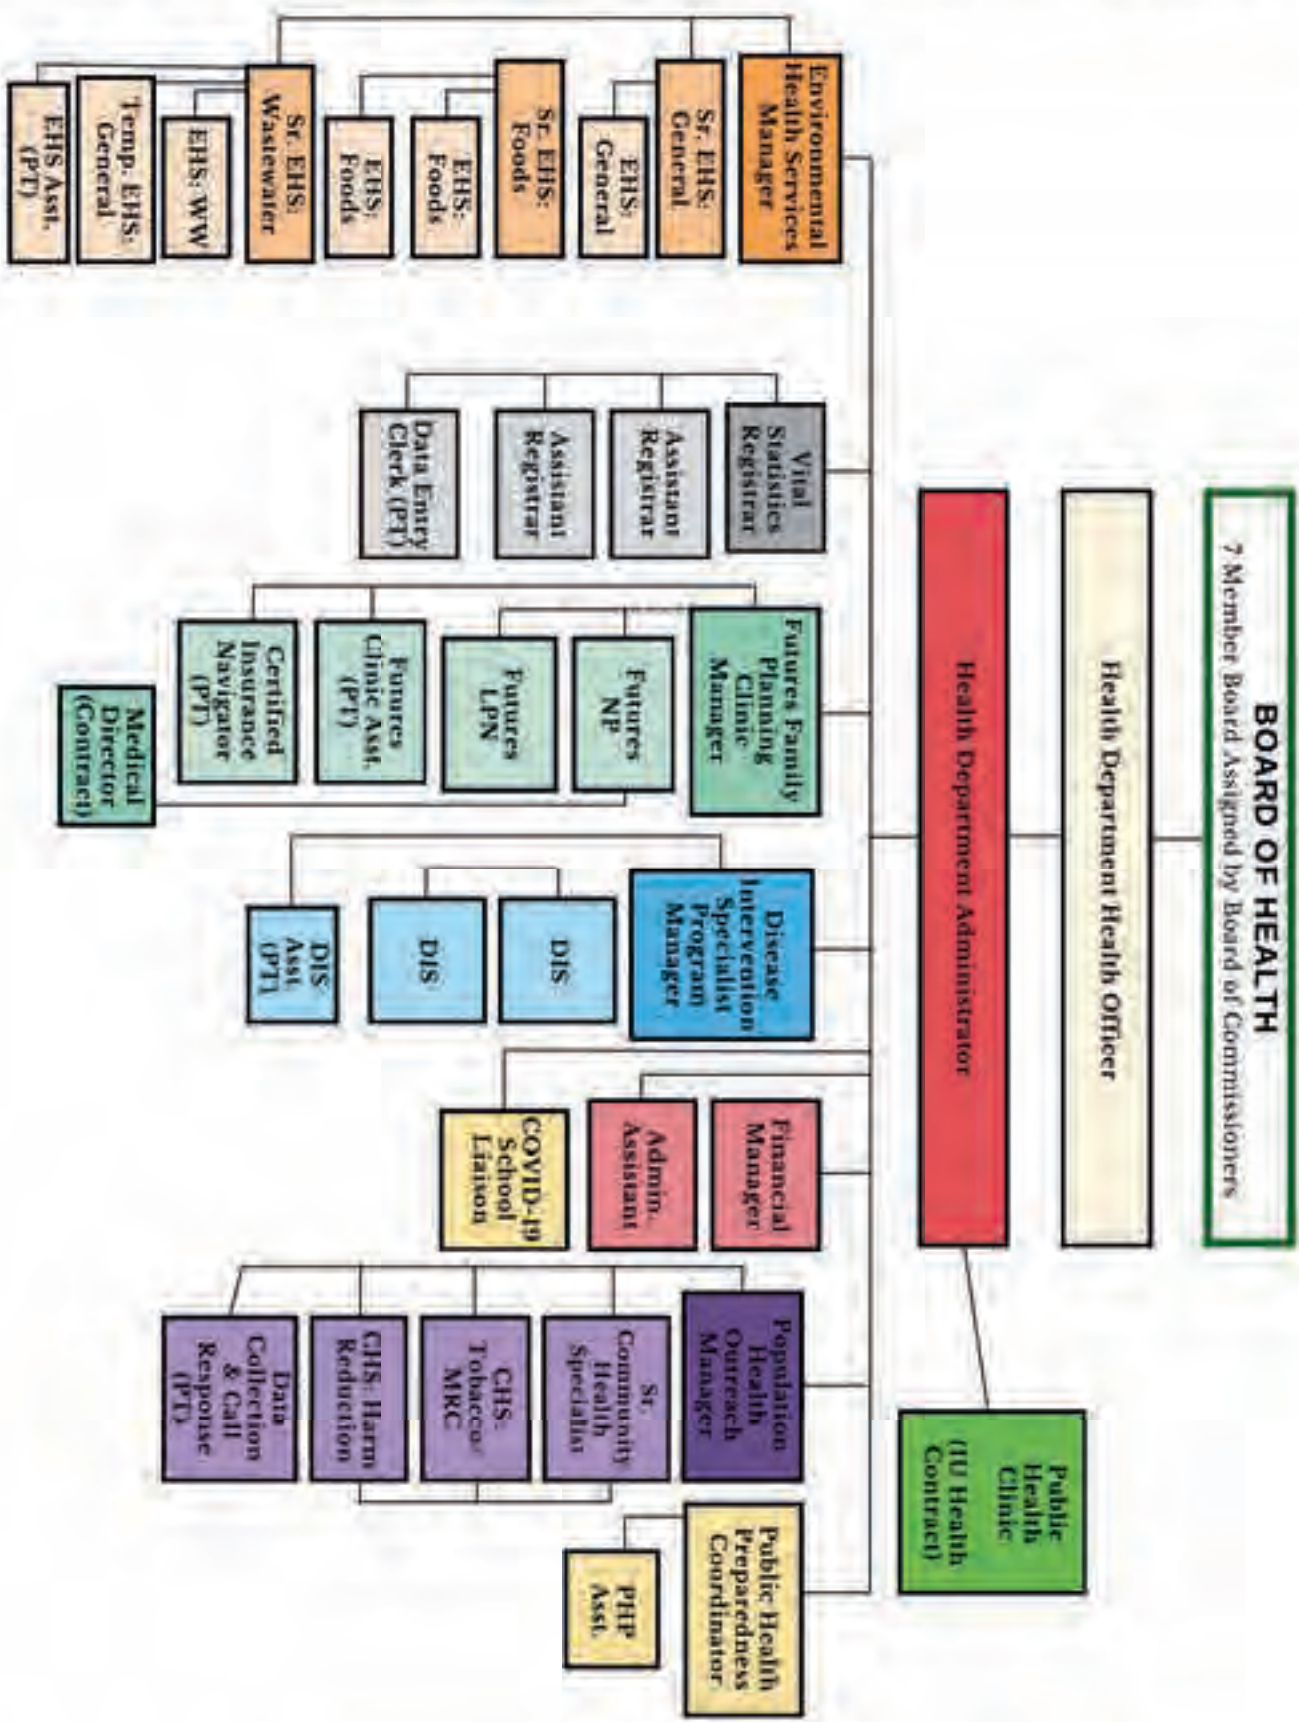 BOARD OF HEALTH
7 Member Board Assigned by Board of Commissioners
Health Department Health Officer
Health Department Administrator
Public
Health
Clinic
(IU Health
Contract)
Environmental
Health Services
Manager
Sr. EHS:
General
EHS:
General
Sr. EHS:
Foods
EHS:
Foods
EHS:
Foods
Sr. EHS:
Wastewater
EHS: WW
Temp. EHS:
General
EHS Asst.
(PT)
Vital
Statistics
Registrar
Assistant
Registrar
Assistant
Registrar
Data Entry
Clerk (PT)
Futures Family
Planning
Clinic
Manager
Futures
NP
Futures
LPN
Futures
Clinic Asst.
(PT)
Certified
Insurance
Navigator
(PT)
Medical
Director
(Contract)
Disease
Intervention
Specialist
Program
Manager
DIS
DIS
DIS
Asst.
(PT)
Financial
Manager
Admin.
Assistant
COVID-19
School
Liaison
Population
Health
Outreach
Manager
Sr.
Community
Health
Specialist
CHS:
Tobacco/
MRC
CHS: Harm
Reduction
Data
Collection
& Call
Response
(PT)
Public Health
Preparedness
Coordinator
PHP
Asst.